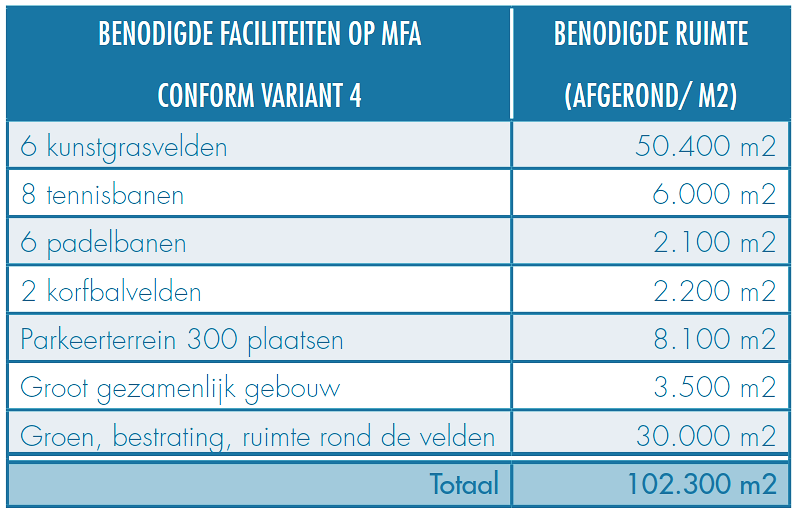 BENODIGDE FACILITEITEN OP MFA BENODIGDE RUIMTE
CONFORM VARIANT 4 (AFGEROND/ M2)
6 kunstgrasvelden 50.400 m2
8 tennisbanen 6.000 m2
6 padelbanen 2.100 m2
2 korfbalvelden 2.200 m2
Parkeerterrein 300 plaatsen 8.100 m2
Groot gezamenlijk gebouw 3.500 m2
Groen, bestrating, ruimte rond de velden 30.000 m2
Totaal 102.300 m2